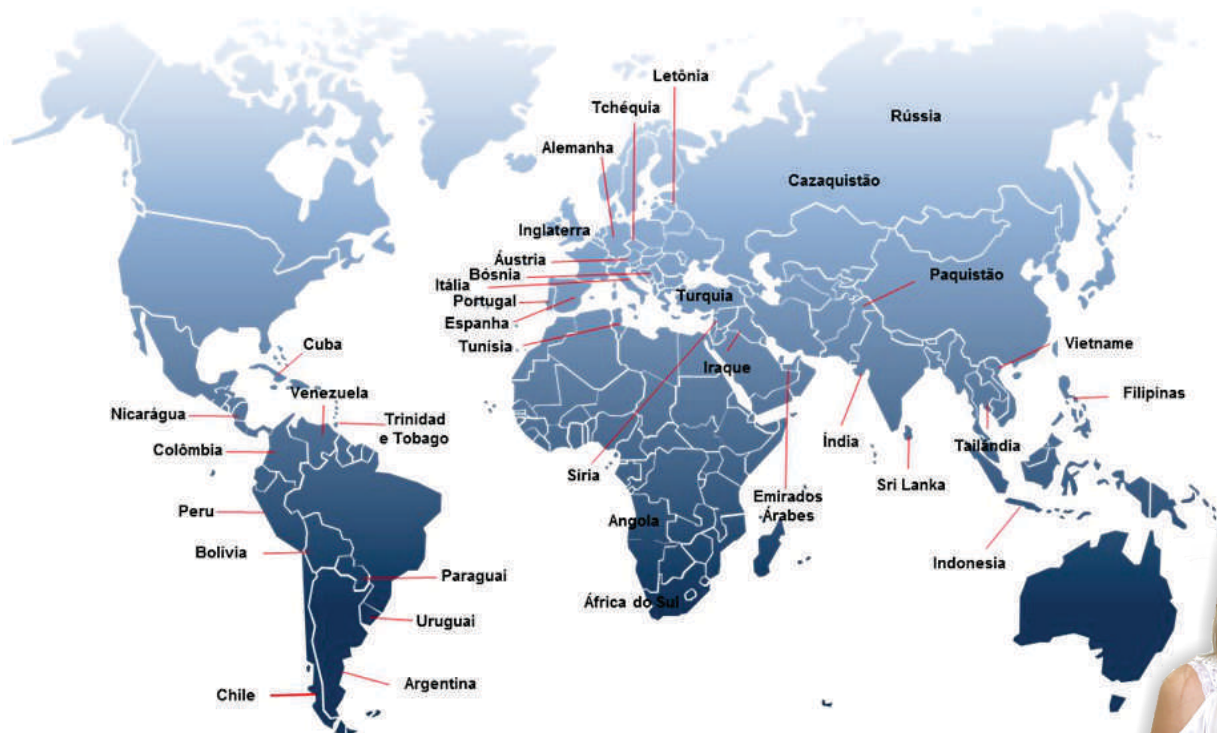 Letônia
Tchéquia
Rússia
Alemanha
Cazaquistão
Inglaterra
Áustria
Bósnia
Itália
Paquistão
Portugal
Turquia
Espanha
Tunísia
Cuba
Vietname
Iraque
Venezuela
Filipinas
Nicarágua
Trinidad
e Tobago
Colômbia
Índia
Tailândia
Síria
Sri Lanka
Emirados
Árabes
Peru
Angola
Bolívia
Indonesia
Paraguai
África do Sul
Uruguai
Argentina
Chile